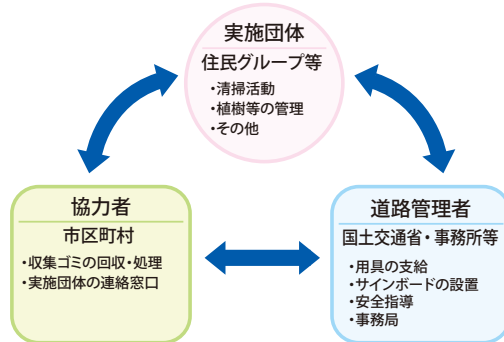 実施団体
住民グループ等
・清掃活動
・植樹等の管理
・その他
協力者
市区町村
・収集ゴミの回収・処理
・実施団体の連絡窓口
道路管理者
国土交通省・事務所等
・用具の支給
・サインボードの設置
・安全指導
・事務局